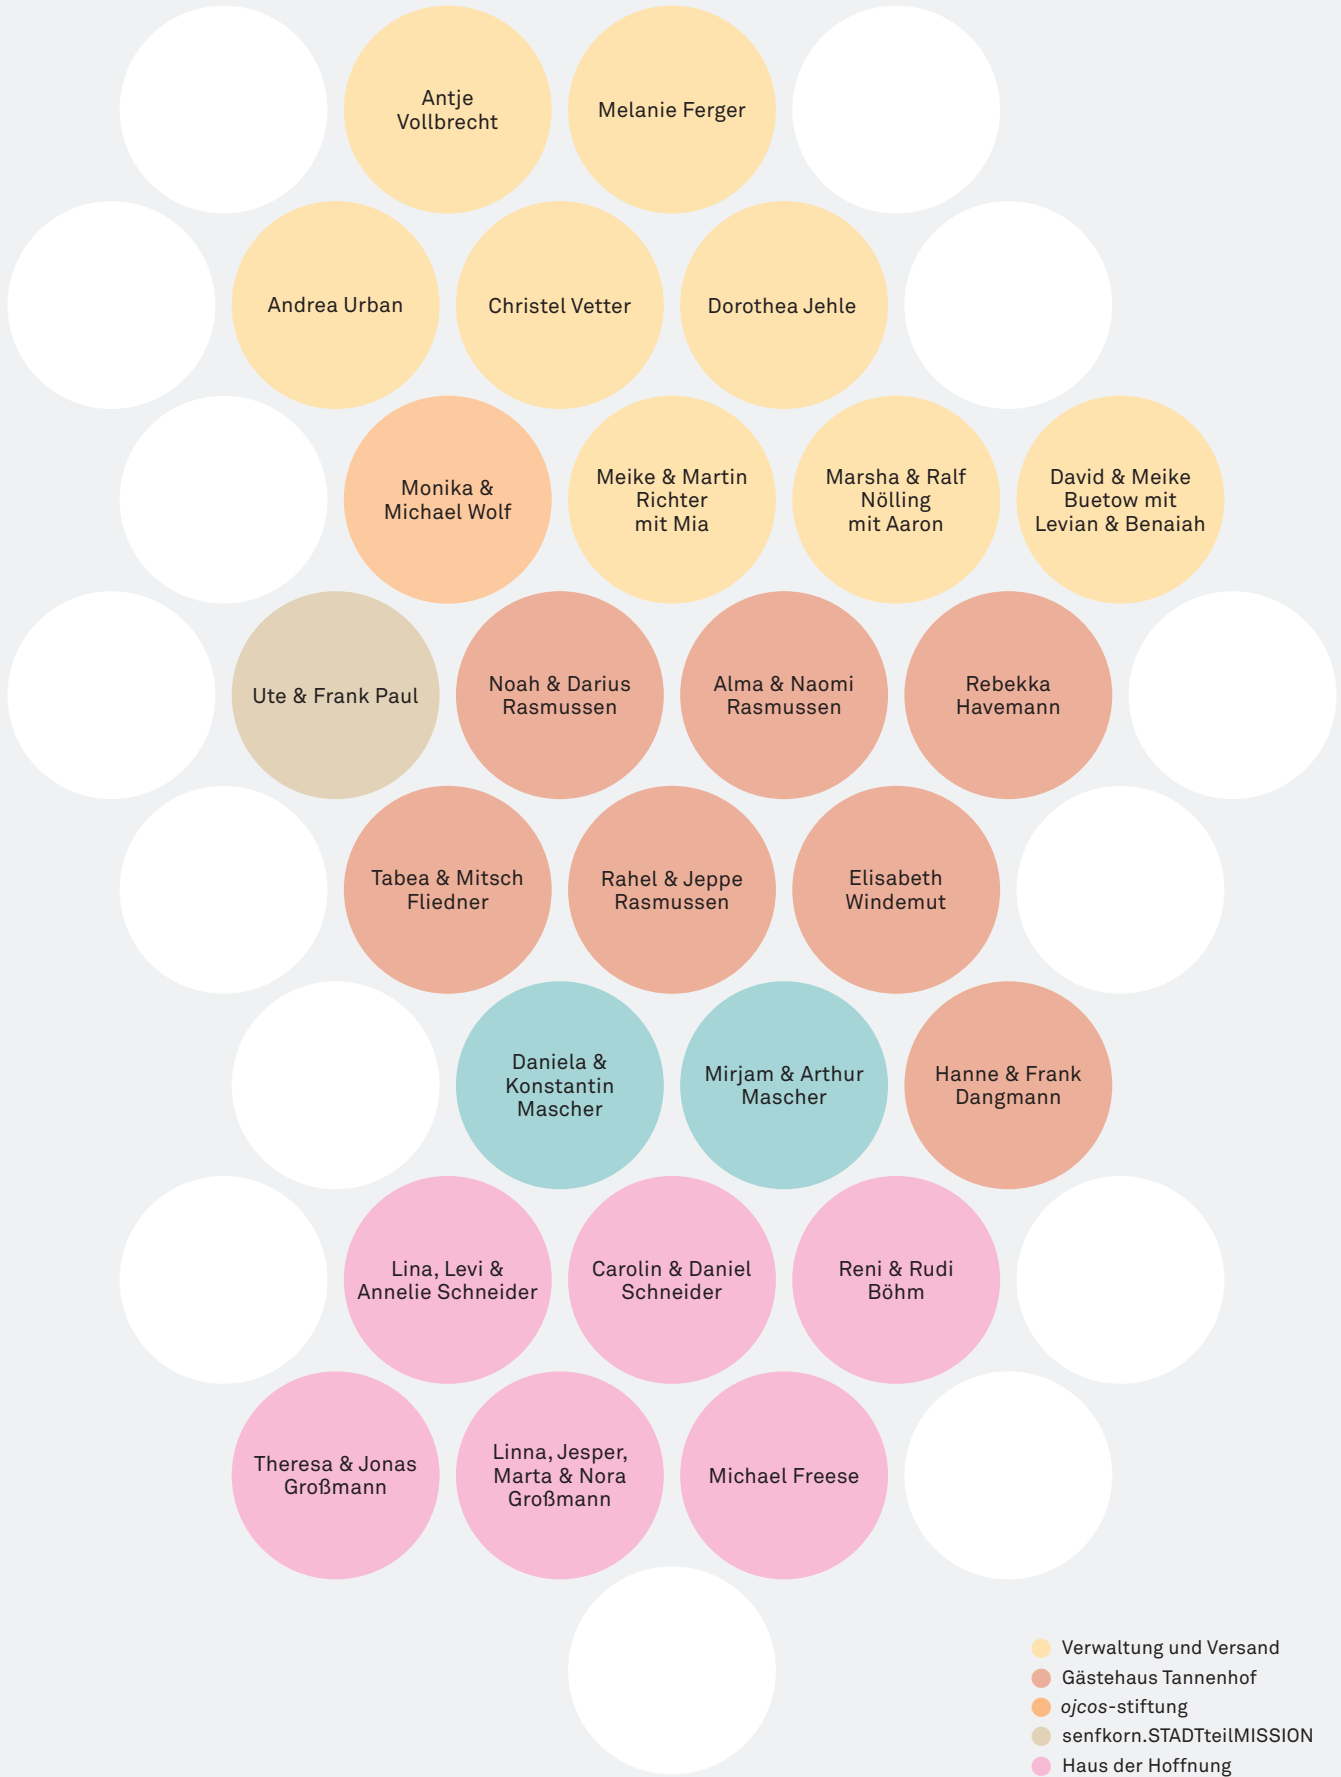 Antje
Vollbrecht
Melanie Ferger
Andrea Urban
Christel Vetter
Dorothea Jehle
Monika &
Michael Wolf
Meike & Martin
Richter
mit Mia
Marsha & Ralf
Nölling
mit Aaron
David & Meike
Buetow mit
Levian & Benaiah
Ute & Frank Paul
Noah & Darius
Rasmussen
Alma & Naomi
Rasmussen
Rebekka
Havemann
Tabea & Mitsch
Fliedner
Rahel & Jeppe
Rasmussen
Elisabeth
Windemut
Daniela &
Konstantin
Mascher
Mirjam & Arthur
Mascher
Hanne & Frank
Dangmann
Lina, Levi &
Annelie Schneider
Carolin & Daniel
Schneider
Reni & Rudi
Böhm
Theresa & Jonas
Großmann
Linna, Jesper,
Marta & Nora
Großmann
Michael Freese
Verwaltung und Versand
Gästehaus Tannenhof
ojcos-stiftung
senfkorn.STADTteilMISSION
Haus der Hoffnung